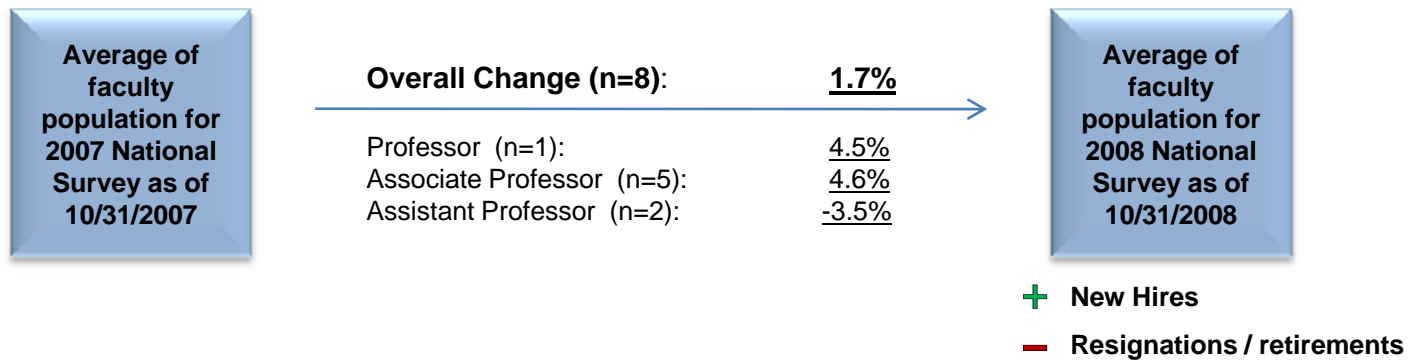 Average of
faculty
population for
2007 National
Survey as of
10/31/2007
Overall Change (n=8): 1.7%
Professor (n=1): 4.5%
Associate Professor (n=5): 4.6%
Assistant Professor (n=2): -3.5%
Average of
faculty
population for
2008 National
Survey as of
10/31/2008
+ New Hires
− Resignations / retirements